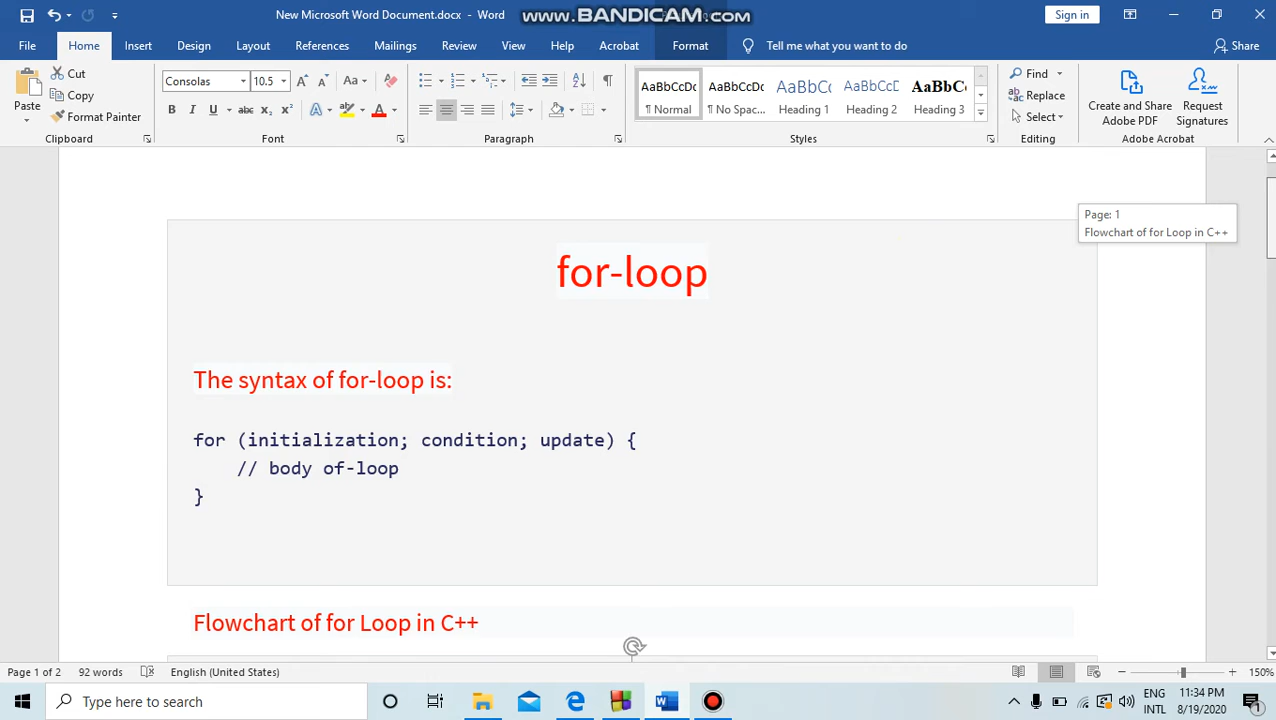 New Microsoft Word Document.docx - Word
www.BANDICAM.com
Sign in
File Home Insert Design Layout References Mailings Review View Help Acrobat Format Tell me what you want to do Share
Paste
Cut
Copy
Format Painter
Clipboard
Consolas 10.5
Font
Paragraph
AaBbCcDc AaBbCcDc AaBbC( AaBbCcD AaBbC
¶ Normal ¶ No Spac... Heading 1 Heading 2 Heading 3
Styles
Find
Replace
Select
Editing
Create and Share Adobe PDF
Request Signatures
Adobe Acrobat
Page: 1
Flowchart of for Loop in C++
for-loop
The syntax of for-loop is:
for (initialization; condition; update) {
// body of-loop
}
Flowchart of for Loop in C++
Page 1 of 2 92 words English (United States) 150%
Type here to search
ENG
INTL
11:34 PM
8/19/2020
1